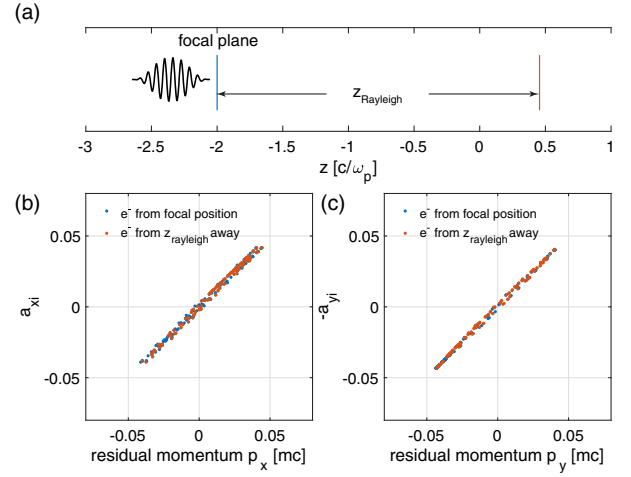 (a)
focal plane
z_Rayleigh
-3 -2.5 -2 -1.5 -1 -0.5 0 0.5 1
z [c/ω_p]
(b)
e⁻ from focal position
e⁻ from z_rayleigh away
0.05
0
-0.05
a_xi
-0.05 0 0.05
residual momentum p_x [mc]
(c)
e⁻ from focal position
e⁻ from z_rayleigh away
0.05
0
-0.05
-a_yi
-0.05 0 0.05
residual momentum p_y [mc]